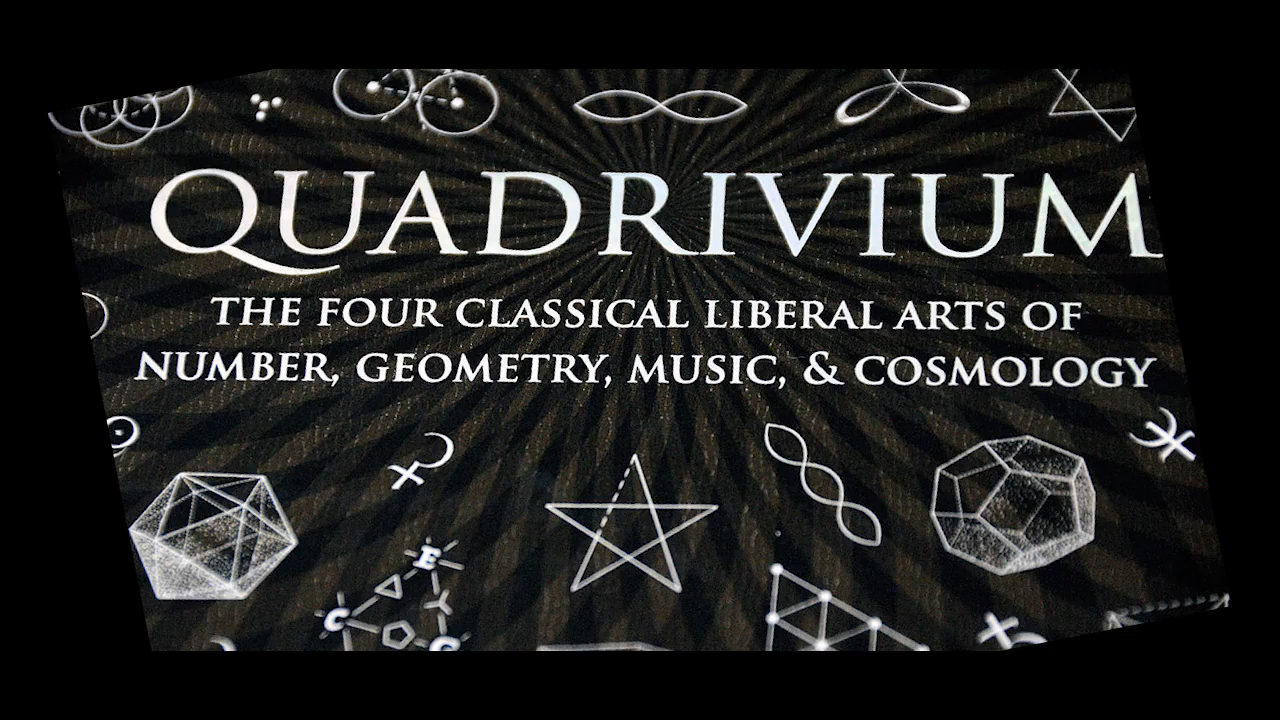 QUADRIVIUM
THE FOUR CLASSICAL LIBERAL ARTS OF
NUMBER, GEOMETRY, MUSIC, & COSMOLOGY
E
C
G